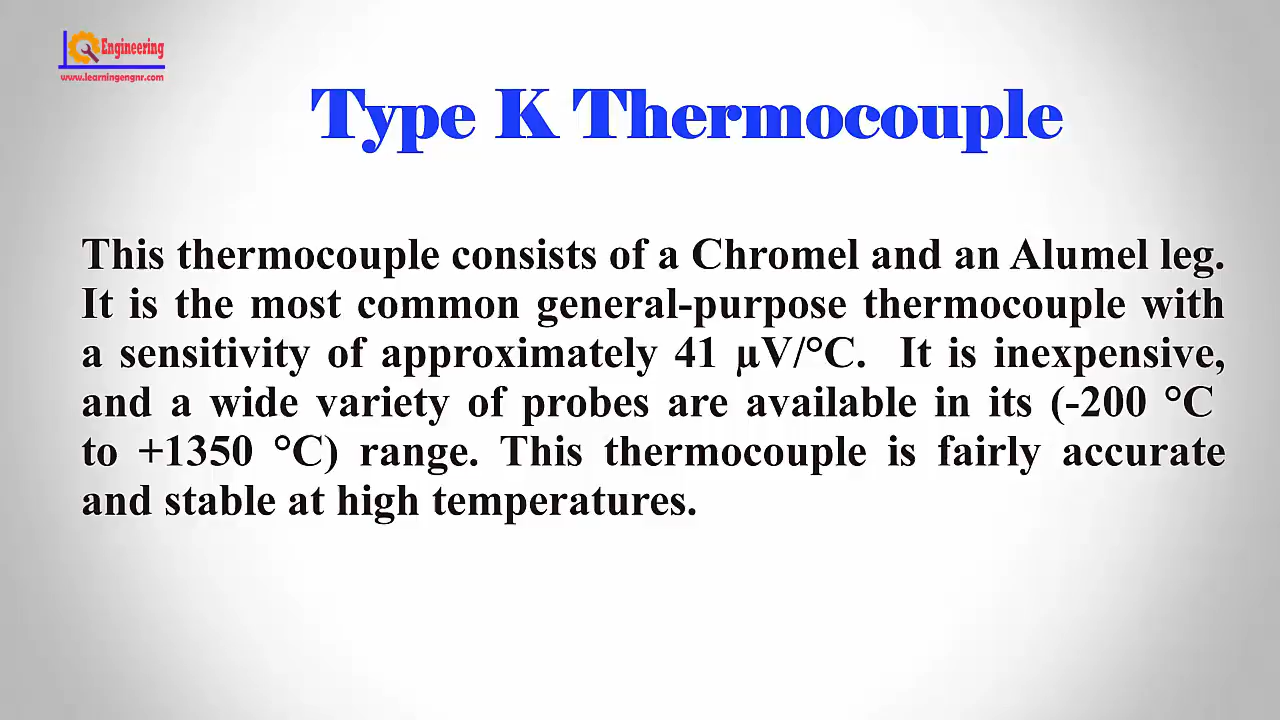 Engineering
www.learningengnr.com
Type K Thermocouple
This thermocouple consists of a Chromel and an Alumel leg.
It is the most common general-purpose thermocouple with
a sensitivity of approximately 41 µV/°C. It is inexpensive,
and a wide variety of probes are available in its (-200 °C
to +1350 °C) range. This thermocouple is fairly accurate
and stable at high temperatures.